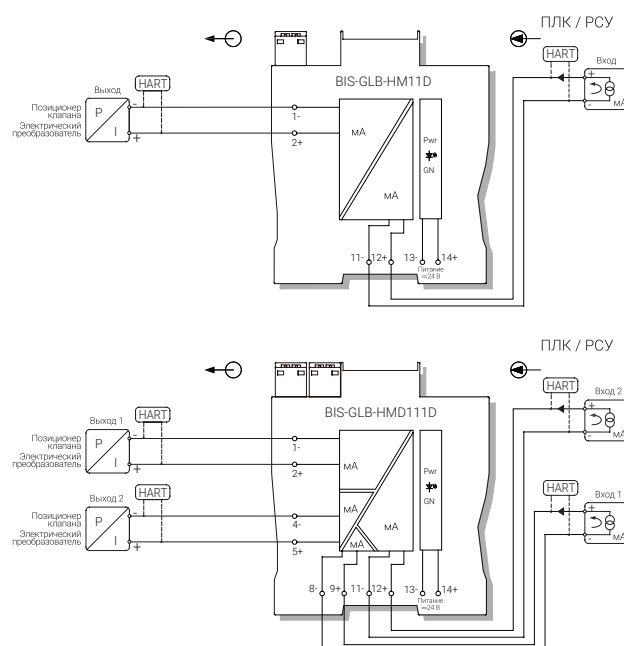 ПЛК / РСУ
HART
Вход
BIS-GLB-HM11D
+
-
мА
Выход
HART
Позиционер
клапана
Электрический
преобразователь
P
I
-
+
1-
2+
мА
мА
Pwr
GN
11-
12+
13-
14+
Питание
=24 В
ПЛК / РСУ
HART
Вход 2
+
-
мА
BIS-GLB-HMD111D
Выход 1
HART
Позиционер
клапана
Электрический
преобразователь
P
I
-
+
1-
2+
мА
Pwr
GN
HART
Вход 1
+
-
мА
Выход 2
HART
Позиционер
клапана
Электрический
преобразователь
P
I
-
+
4-
5+
мА
мА
мА
8-
9+
11-
12+
13-
14+
Питание
=24 В